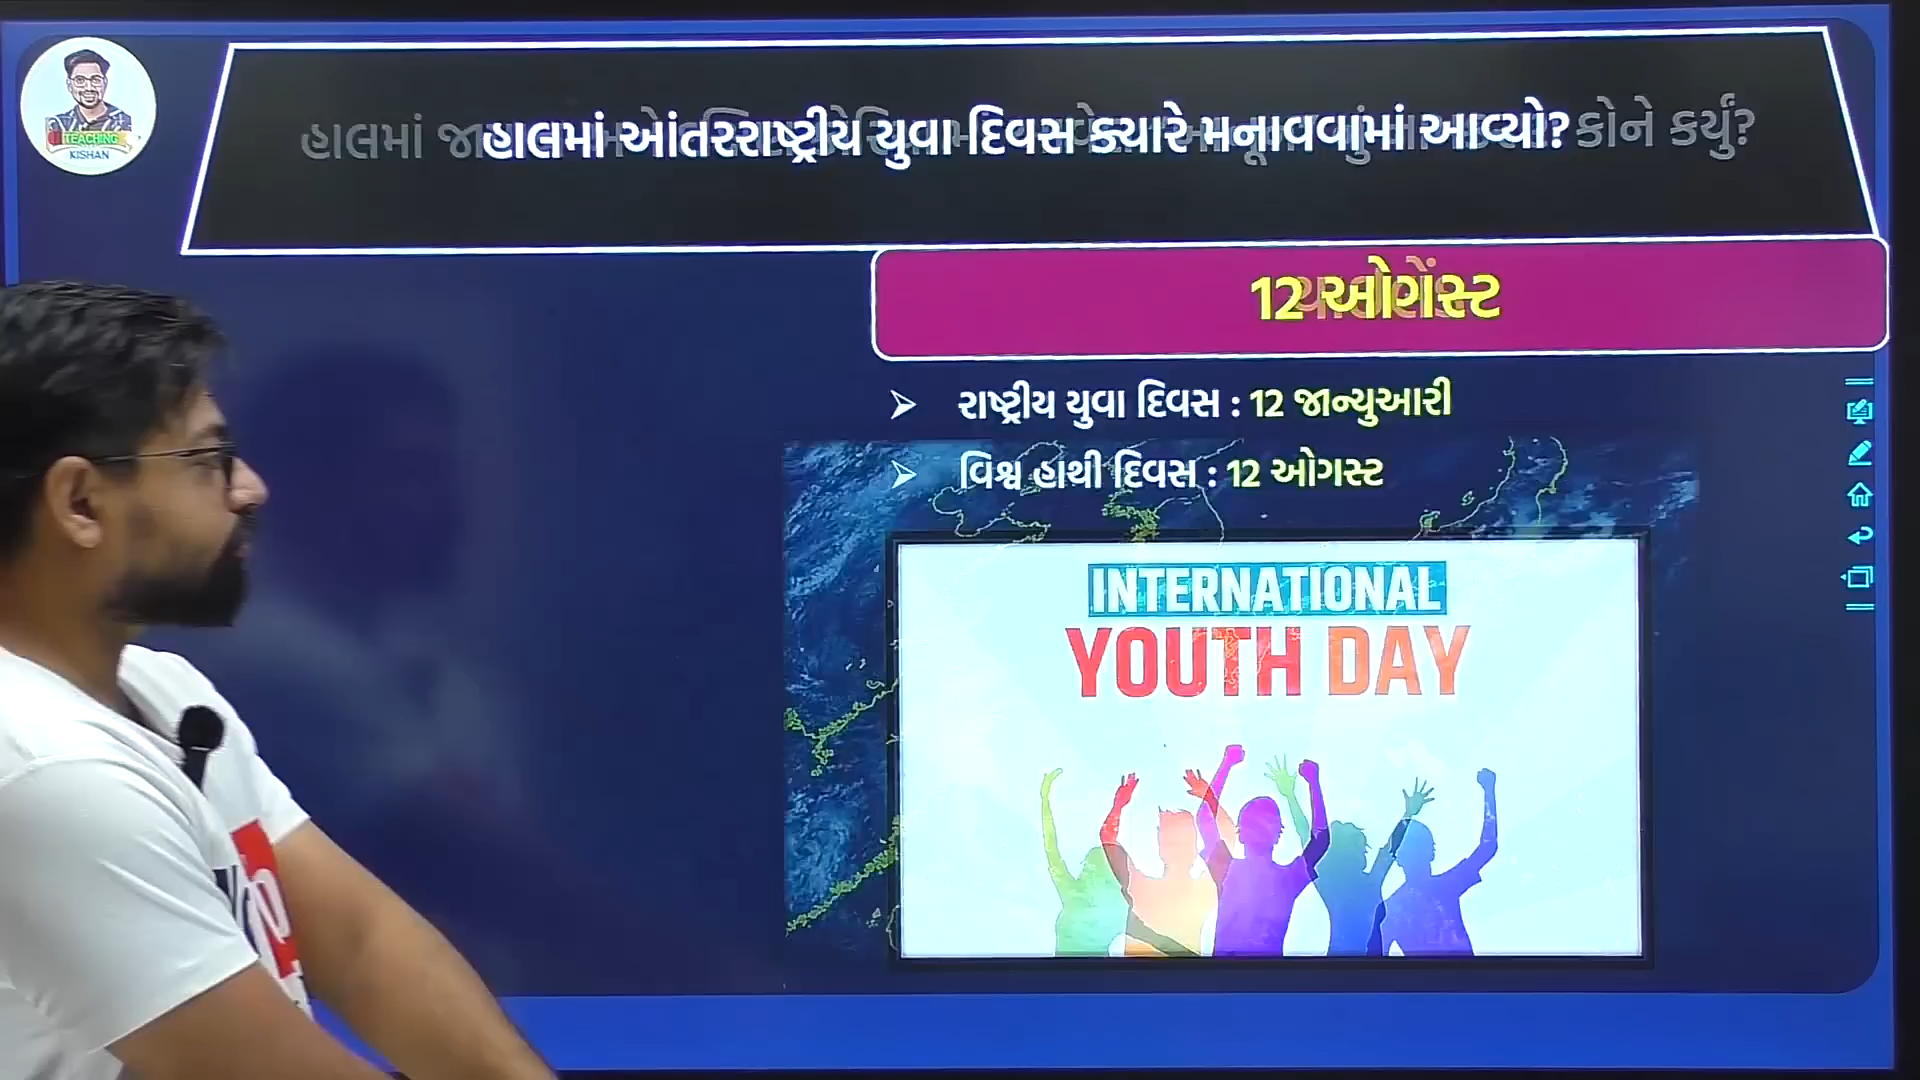 TEACHING
KISHAN
હાલમાં આંતરરાષ્ટ્રીય યુવા દિવસ ક્યારે મનાવવામાં આવ્યો?
કોને કર્યું?
12 ઓગસ્ટ
રાષ્ટ્રીય યુવા દિવસ : 12 જાન્યુઆરી
વિશ્વ હાથી દિવસ : 12 ઓગસ્ટ
INTERNATIONAL
YOUTH DAY